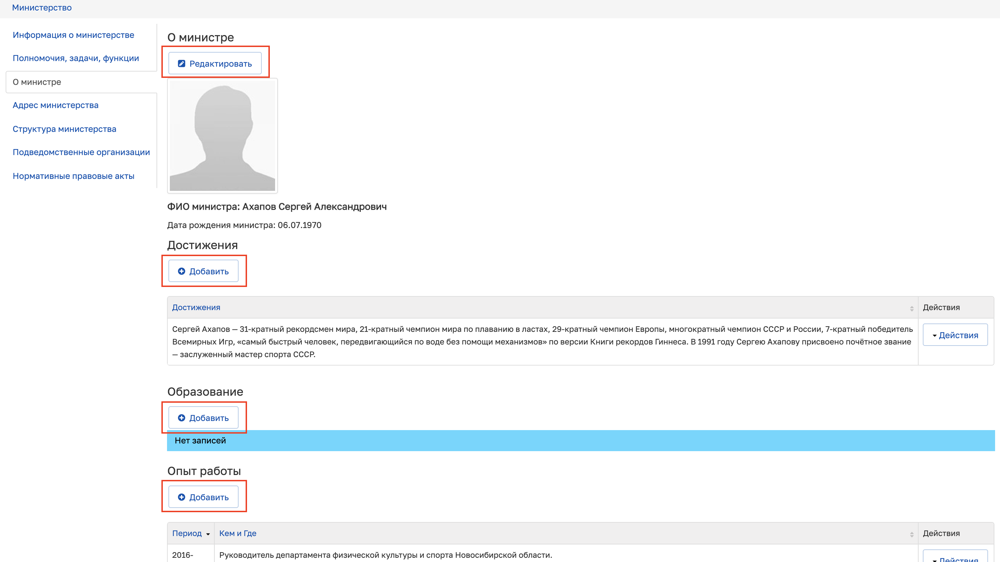 Министерство
Информация о министерстве
Полномочия, задачи, функции
О министре
Адрес министерства
Структура министерства
Подведомственные организации
Нормативные правовые акты
О министре
Редактировать
ФИО министра: Ахапов Сергей Александрович
Дата рождения министра: 06.07.1970
Достижения
Добавить
Достижения Действия
Сергей Ахапов — 31-кратный рекордсмен мира, 21-кратный чемпион мира по плаванию в ластах, 29-кратный чемпион Европы, многократный чемпион СССР и России, 7-кратный победитель
Всемирных Игр, «самый быстрый человек, передвигающийся по воде без помощи механизмов» по версии Книги рекордов Гиннеса. В 1991 году Сергею Ахапову присвоено почётное звание
— заслуженный мастер спорта СССР.
Действия
Образование
Добавить
Нет записей
Опыт работы
Добавить
Период Кем и Где Действия
2016- Руководитель департамента физической культуры и спорта Новосибирской области.
Действия